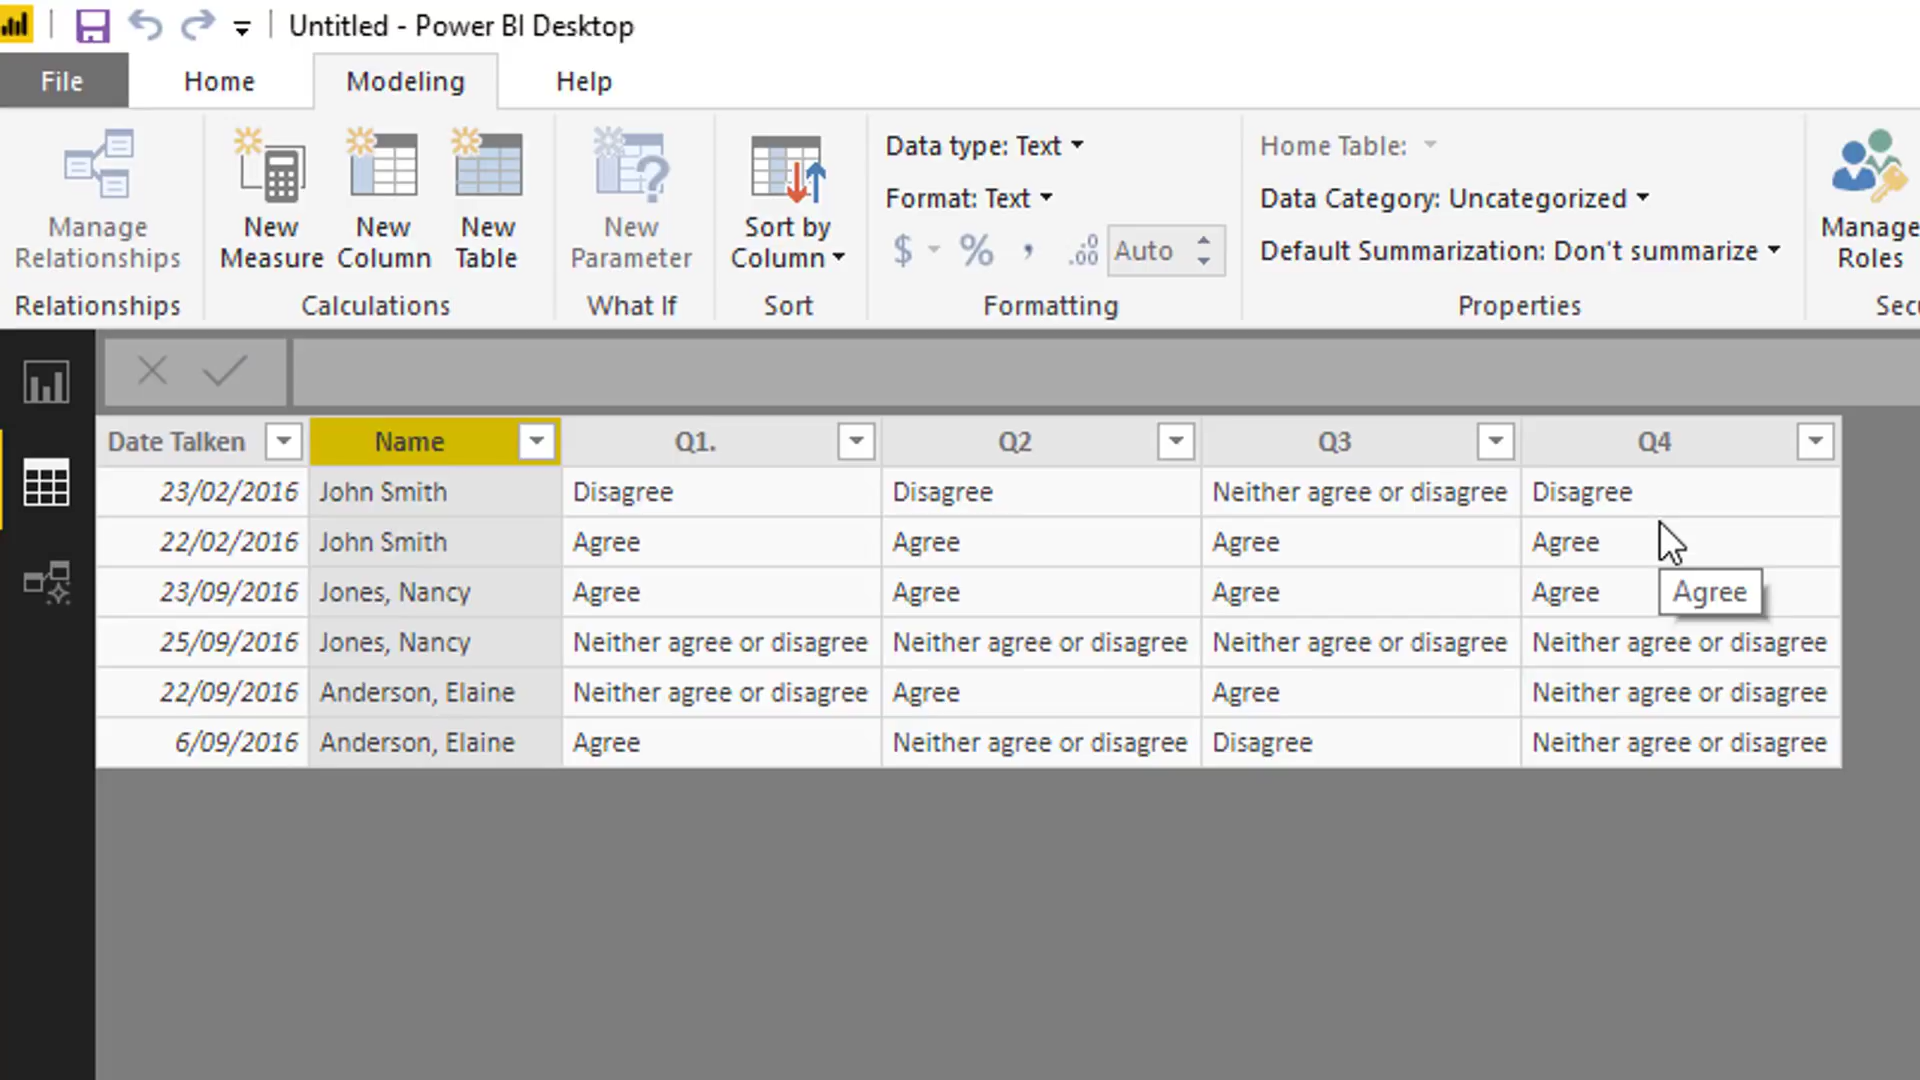 Untitled - Power BI Desktop
File Home Modeling Help
Manage Relationships
New Measure
New Column
New Table
New Parameter
Sort by Column
Data type: Text
Format: Text
$ % , .00 Auto
Home Table:
Data Category: Uncategorized
Default Summarization: Don't summarize
Manage Roles
Relationships Calculations What If Sort Formatting Properties Sec
Date Talken Name Q1. Q2 Q3 Q4
23/02/2016 John Smith Disagree Disagree Neither agree or disagree Disagree
22/02/2016 John Smith Agree Agree Agree Agree
23/09/2016 Jones, Nancy Agree Agree Agree Agree
Agree
25/09/2016 Jones, Nancy Neither agree or disagree Neither agree or disagree Neither agree or disagree Neither agree or disagree
22/09/2016 Anderson, Elaine Neither agree or disagree Agree Agree Neither agree or disagree
6/09/2016 Anderson, Elaine Agree Neither agree or disagree Disagree Neither agree or disagree